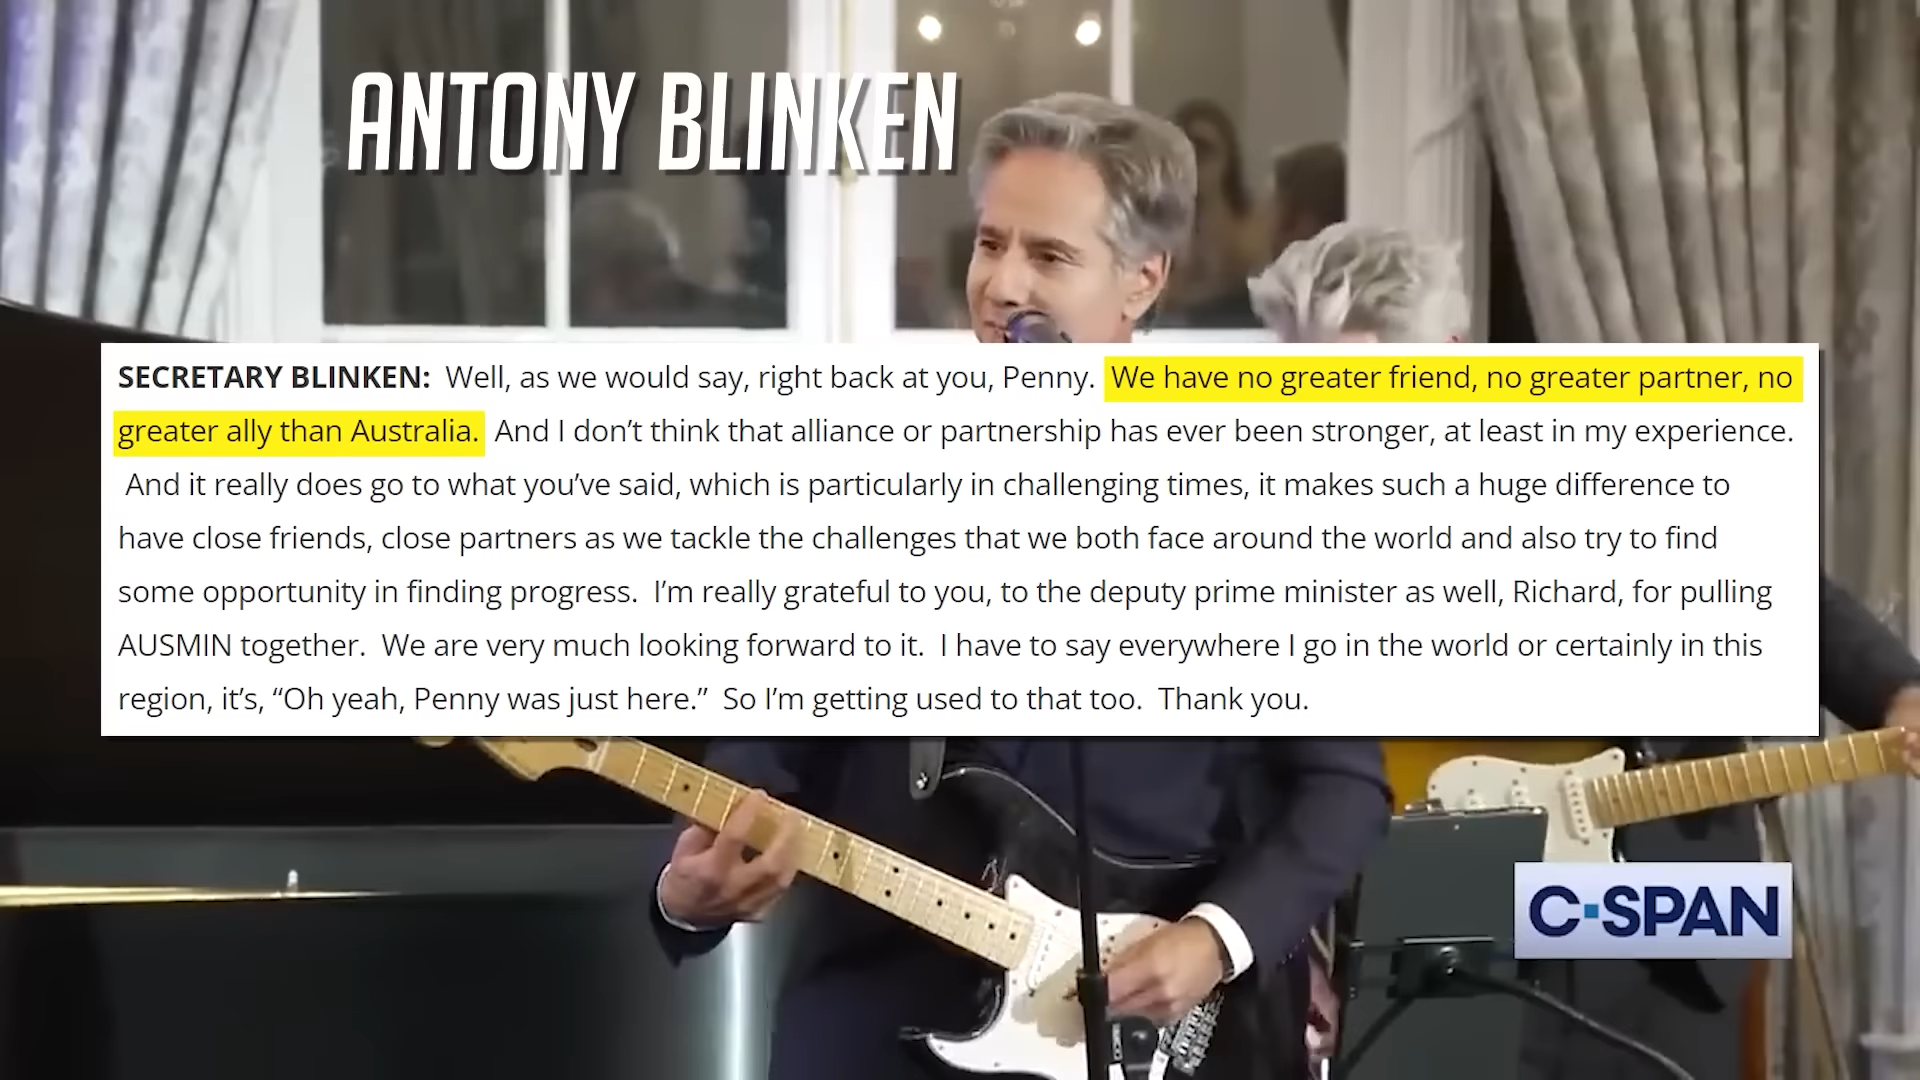 ANTONY BLINKEN
SECRETARY BLINKEN: Well, as we would say, right back at you, Penny. We have no greater friend, no greater partner, no
greater ally than Australia. And I don’t think that alliance or partnership has ever been stronger, at least in my experience.
And it really does go to what you’ve said, which is particularly in challenging times, it makes such a huge difference to
have close friends, close partners as we tackle the challenges that we both face around the world and also try to find
some opportunity in finding progress. I’m really grateful to you, to the deputy prime minister as well, Richard, for pulling
AUSMIN together. We are very much looking forward to it. I have to say everywhere I go in the world or certainly in this
region, it’s, “Oh yeah, Penny was just here.” So I’m getting used to that too. Thank you.
C-SPAN